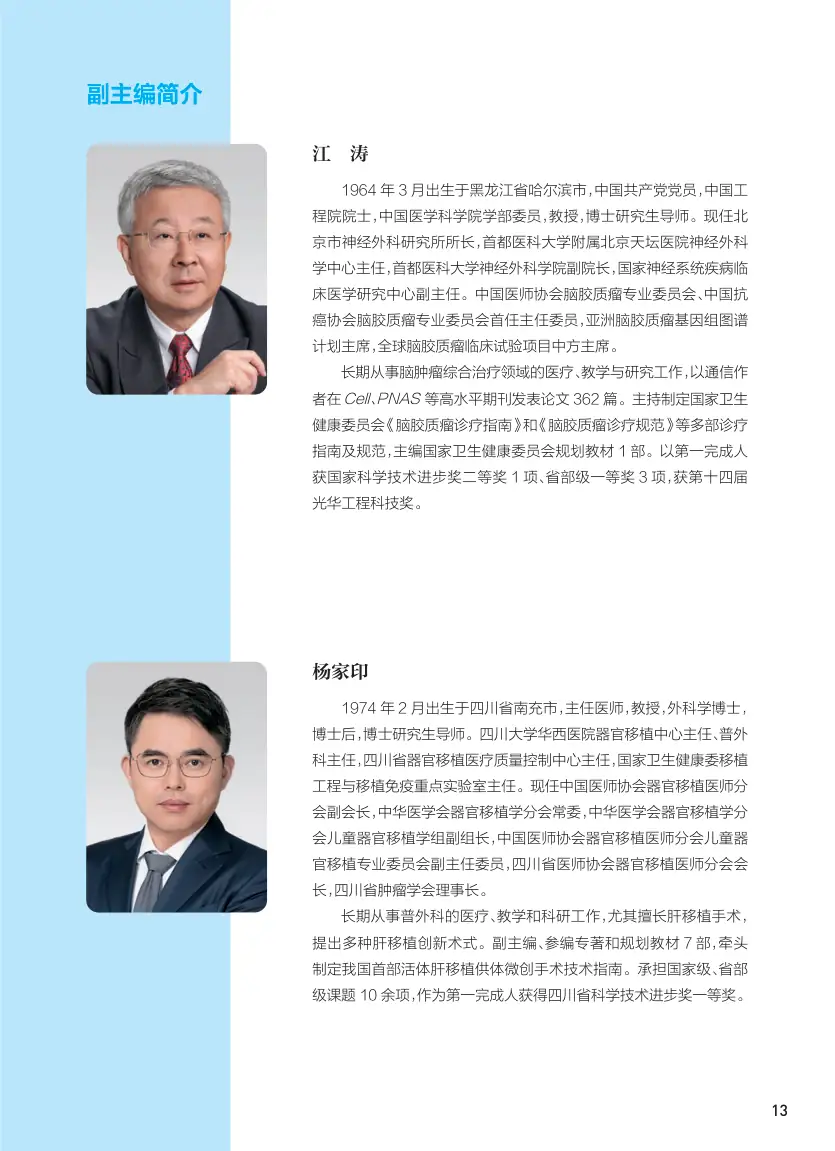 副主编简介
江　涛
1964 年 3 月出生于黑龙江省哈尔滨市，中国共产党党员，中国工
程院院士，中国医学科学院学部委员，教授，博士研究生导师。现任北
京市神经外科研究所所长，首都医科大学附属北京天坛医院神经外科
学中心主任，首都医科大学神经外科学院副院长，国家神经系统疾病临
床医学研究中心副主任。中国医师协会脑胶质瘤专业委员会、中国抗
癌协会脑胶质瘤专业委员会首任主任委员，亚洲脑胶质瘤基因组图谱
计划主席，全球脑胶质瘤临床试验项目中方主席。
长期从事脑肿瘤综合治疗领域的医疗、教学与研究工作，以通信作
者在 Cell、PNAS 等高水平期刊发表论文 362 篇。主持制定国家卫生
健康委员会《脑胶质瘤诊疗指南》和《脑胶质瘤诊疗规范》等多部诊疗
指南及规范，主编国家卫生健康委员会规划教材 1 部。以第一完成人
获国家科学技术进步奖二等奖 1 项、省部级一等奖 3 项，获第十四届
光华工程科技奖。
杨家印
1974 年 2 月出生于四川省南充市，主任医师，教授，外科学博士，
博士后，博士研究生导师。四川大学华西医院器官移植中心主任、普外
科主任，四川省器官移植医疗质量控制中心主任，国家卫生健康委移植
工程与移植免疫重点实验室主任。现任中国医师协会器官移植医师分
会副会长，中华医学会器官移植学分会常委，中华医学会器官移植学分
会儿童器官移植学组副组长，中国医师协会器官移植医师分会儿童器
官移植专业委员会副主任委员，四川省医师协会器官移植医师分会会
长，四川省肿瘤学会理事长。
长期从事普外科的医疗、教学和科研工作，尤其擅长肝移植手术，
提出多种肝移植创新术式。副主编、参编专著和规划教材 7 部，牵头
制定我国首部活体肝移植供体微创手术技术指南。承担国家级、省部
级课题 10 余项，作为第一完成人获得四川省科学技术进步奖一等奖。
13